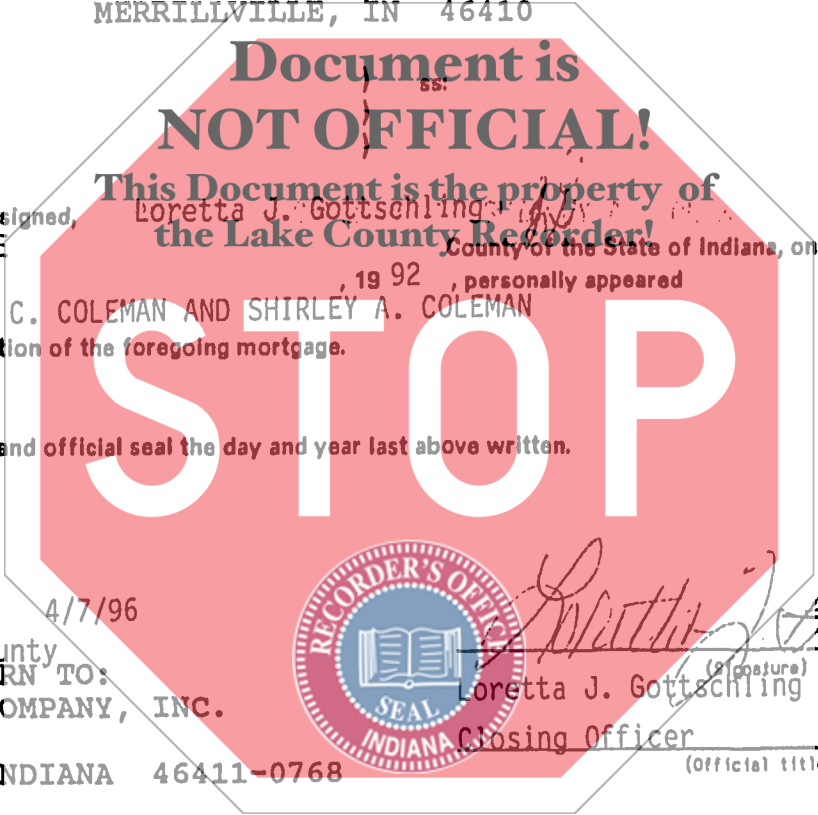 MERRILLVILLE, IN 46410
Document is
) ss:
)
)
NOT OFFICIAL!
This Document is the property of
signed, Loretta J. Gottschling
the Lake County Recorder!
County of the State of Indiana, on
, 19 92 , personally appeared
C. COLEMAN AND SHIRLEY A. COLEMAN
tion of the foregoing mortgage.
STOP
and official seal the day and year last above written.
RECORDER'S OFFICE
SEAL
INDIANA
4/7/96
unty
RN TO:
(Signature)
Loretta J. Gottschling
OMPANY, INC.
Closing Officer
(Official titl
NDIANA 46411-0768